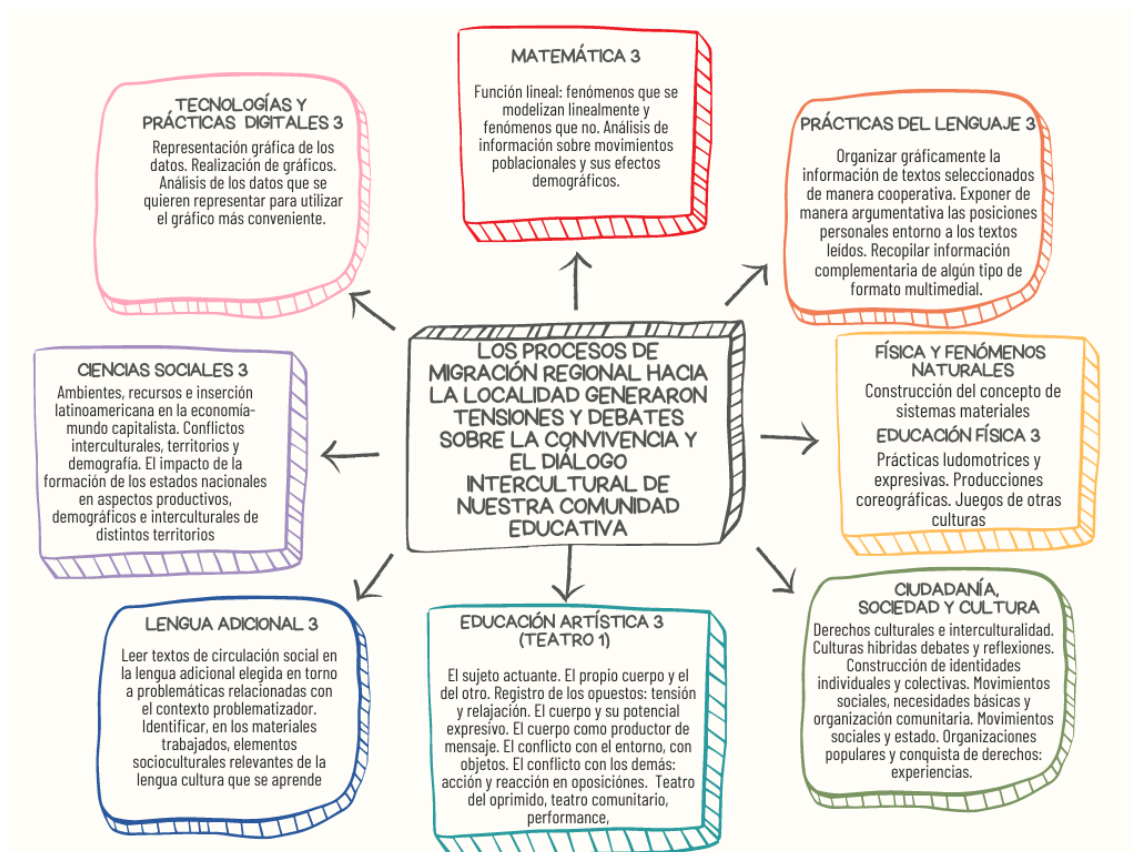 MATEMÁTICA 3
Función lineal: fenómenos que se
modelizan linealmente y
fenómenos que no. Análisis de
información sobre movimientos
poblacionales y sus efectos
demográficos.
TECNOLOGÍAS Y
PRÁCTICAS DIGITALES 3
Representación gráfica de los
datos. Realización de gráficos.
Análisis de los datos que se
quieren representar para utilizar
el gráfico más conveniente.
PRÁCTICAS DEL LENGUAJE 3
Organizar gráficamente la
información de textos seleccionados
de manera cooperativa. Exponer de
manera argumentativa las posiciones
personales entorno a los textos
leídos. Recopilar información
complementaria de algún tipo de
formato multimedial.
LOS PROCESOS DE
MIGRACIÓN REGIONAL HACIA
LA LOCALIDAD GENERARON
TENSIONES Y DEBATES
SOBRE LA CONVIVENCIA Y
EL DIÁLOGO
INTERCULTURAL DE
NUESTRA COMUNIDAD
EDUCATIVA
CIENCIAS SOCIALES 3
Ambientes, recursos e inserción
latinoamericana en la economía-
mundo capitalista. Conflictos
interculturales, territorios y
demografía. El impacto de la
formación de los estados nacionales
en aspectos productivos,
demográficos e interculturales de
distintos territorios
FÍSICA Y FENÓMENOS
NATURALES
Construcción del concepto de
sistemas materiales
EDUCACIÓN FÍSICA 3
Prácticas ludomotrices y
expresivas. Producciones
coreográficas. Juegos de otras
culturas
LENGUA ADICIONAL 3
Leer textos de circulación social en
la lengua adicional elegida en torno
a problemáticas relacionadas con
el contexto problematizador.
Identificar, en los materiales
trabajados, elementos
socioculturales relevantes de la
lengua cultura que se aprende
EDUCACIÓN ARTÍSTICA 3
(TEATRO 1)
El sujeto actuante. El propio cuerpo y el
del otro. Registro de los opuestos: tensión
y relajación. El cuerpo y su potencial
expresivo. El cuerpo como productor de
mensaje. El conflicto con el entorno, con
objetos. El conflicto con los demás:
acción y reacción en oposiciónes. Teatro
del oprimido, teatro comunitario,
performance,
CIUDADANÍA,
SOCIEDAD Y CULTURA
Derechos culturales e interculturalidad.
Culturas hibridas debates y reflexiones.
Construcción de identidades
individuales y colectivas. Movimientos
sociales, necesidades básicas y
organización comunitaria. Movimientos
sociales y estado. Organizaciones
populares y conquista de derechos:
experiencias.